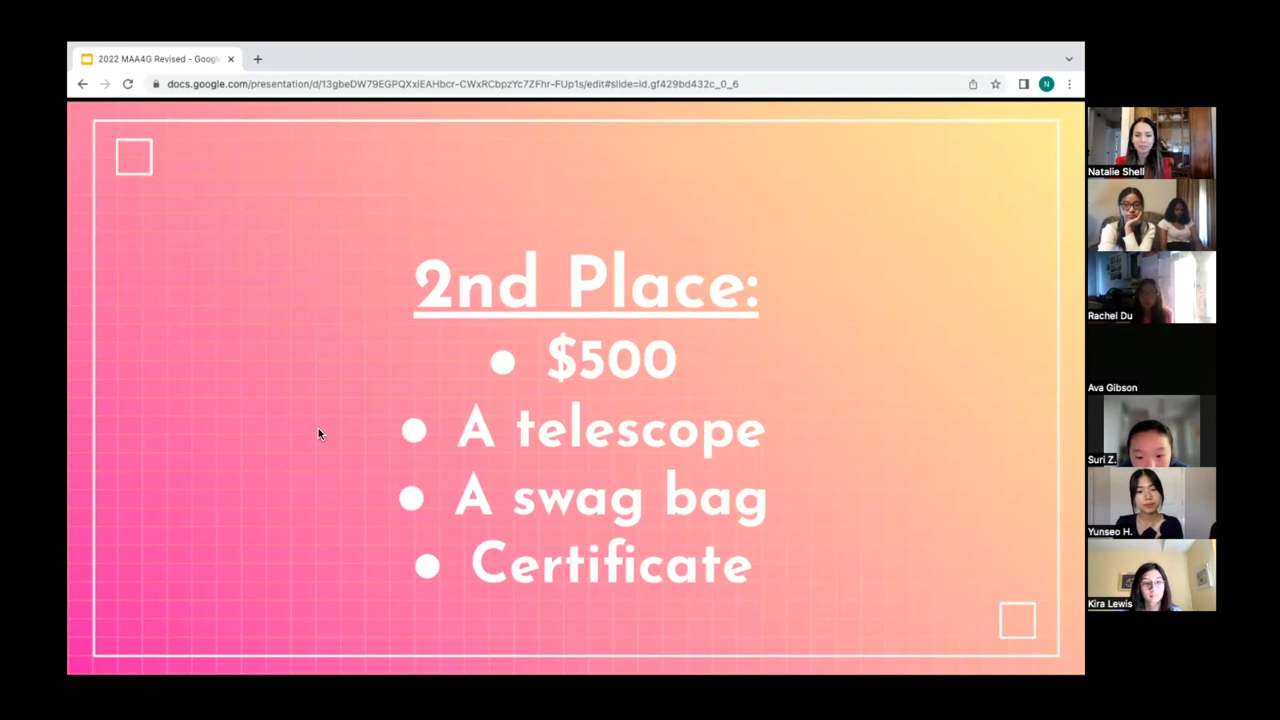 2022 MAA4G Revised - Googl
docs.google.com/presentation/d/13gbeDW79EGPQXxlEAHbcr-CWxRCbpzYc7ZFhr-FUp1s/edit#slide=id.gf429bd432c_0_6
N
2nd Place:
● $500
● A telescope
● A swag bag
● Certificate
Natalie Shell
Rachel Du
Ava Gibson
Suri Z.
Yunseo H.
Kira Lewis